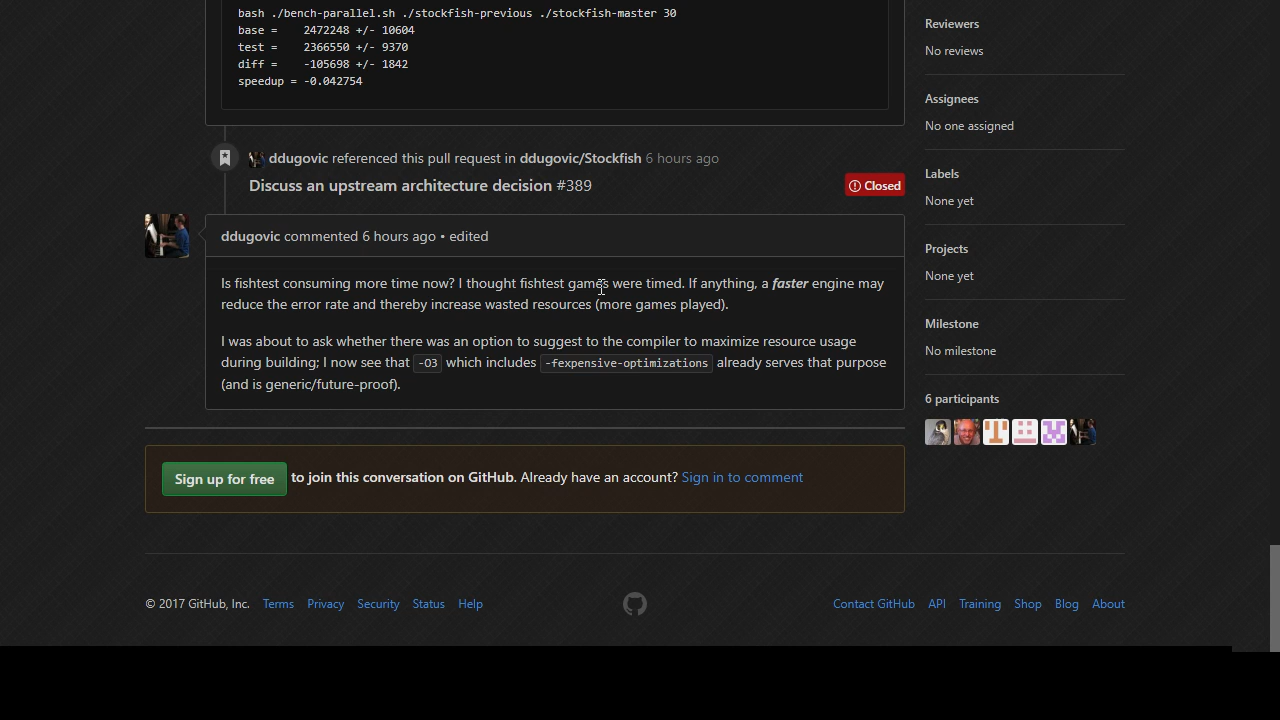 bash ./bench-parallel.sh ./stockfish-previous ./stockfish-master 30
base =    2472248 +/- 10604
test =    2366550 +/- 9370
diff =    -105698 +/- 1842
speedup = -0.042754
ddugovic referenced this pull request in ddugovic/Stockfish 6 hours ago
Discuss an upstream architecture decision #389
Closed
ddugovic commented 6 hours ago • edited
Is fishtest consuming more time now? I thought fishtest games were timed. If anything, a faster engine may
reduce the error rate and thereby increase wasted resources (more games played).
I was about to ask whether there was an option to suggest to the compiler to maximize resource usage
during building; I now see that -O3 which includes -fexpensive-optimizations already serves that purpose
(and is generic/future-proof).
Sign up for free to join this conversation on GitHub. Already have an account? Sign in to comment
Reviewers
No reviews
Assignees
No one assigned
Labels
None yet
Projects
None yet
Milestone
No milestone
6 participants
© 2017 GitHub, Inc. Terms Privacy Security Status Help
Contact GitHub API Training Shop Blog About